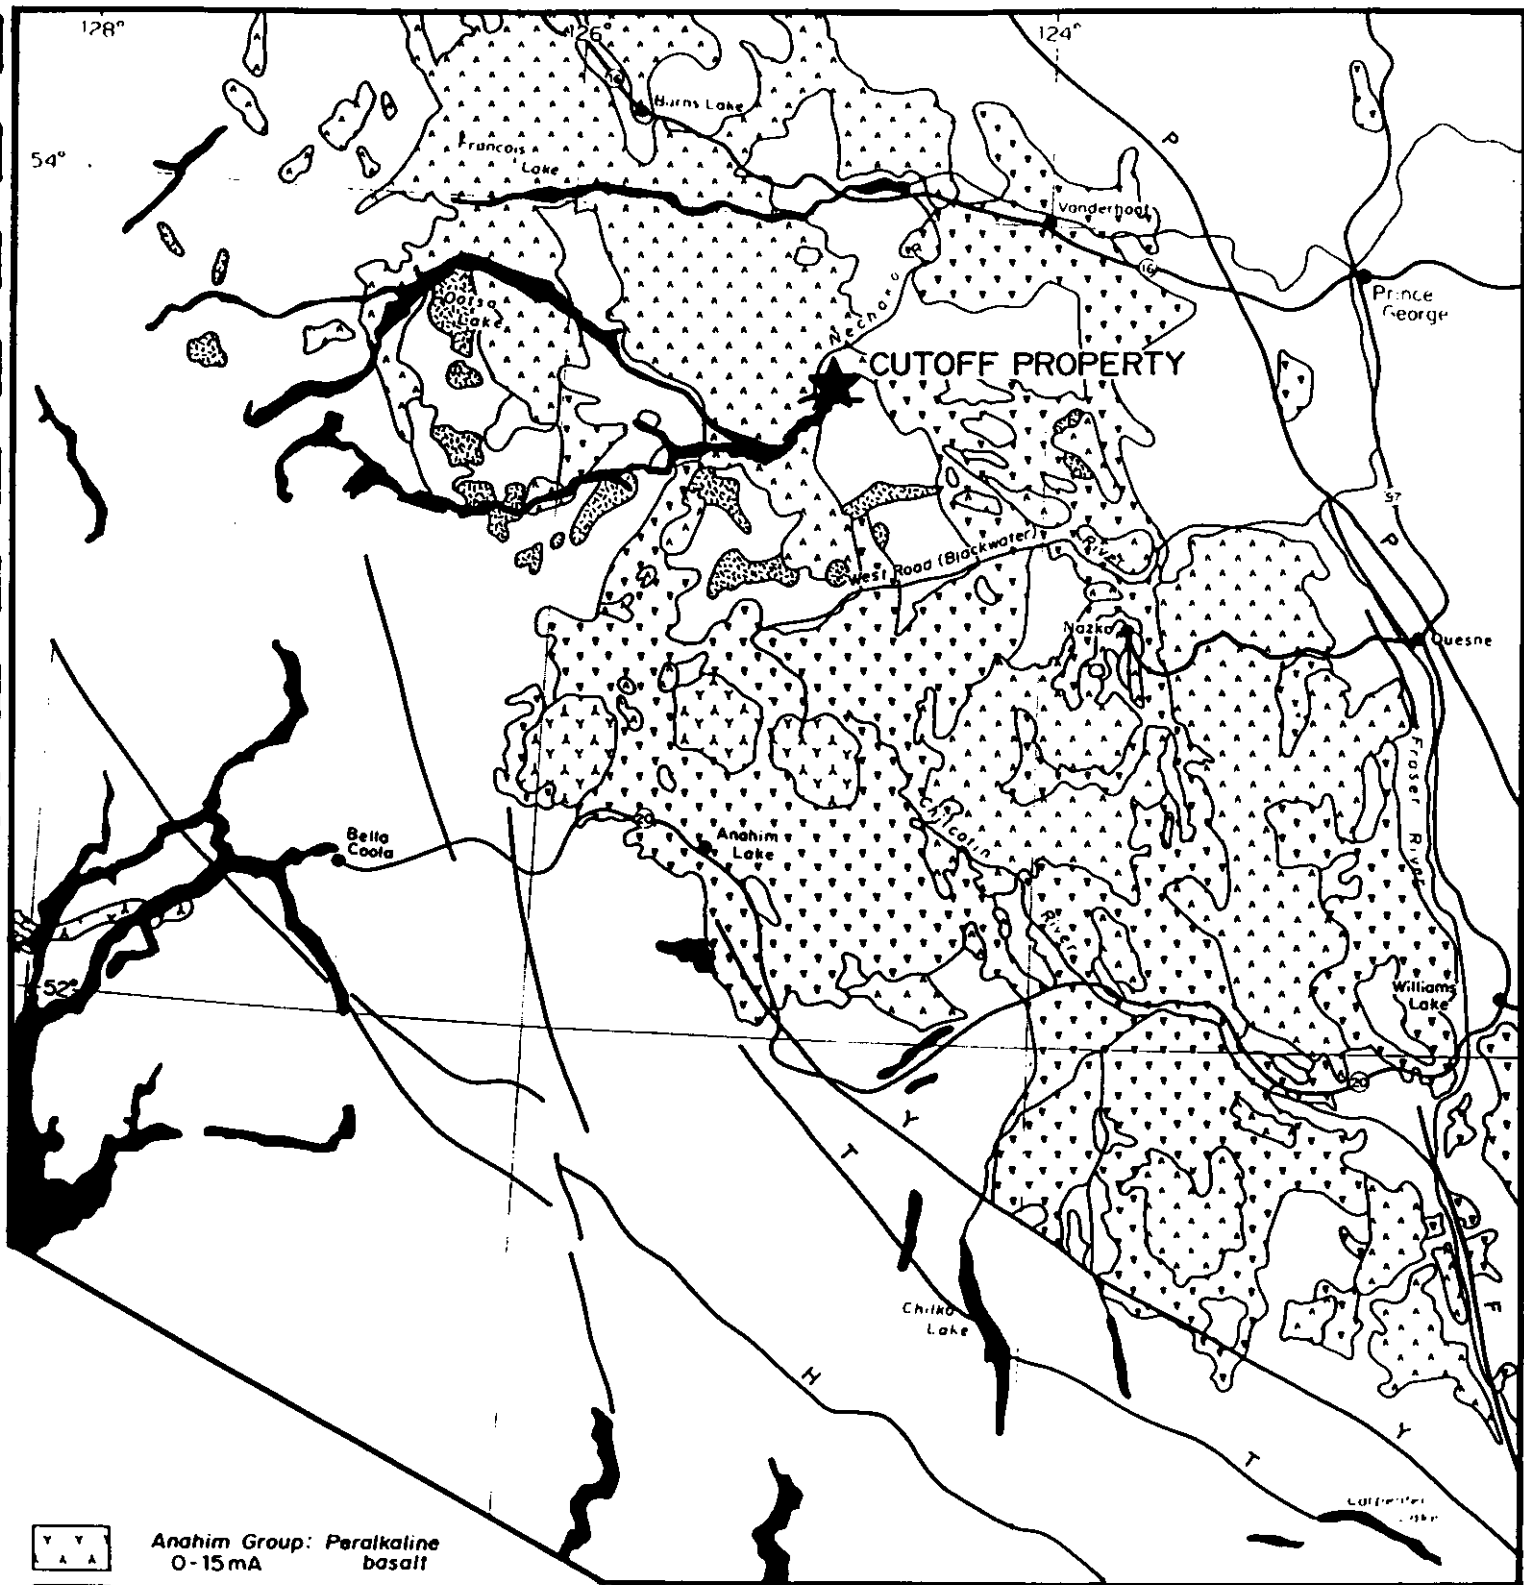 128°
126°
124°
16
Burns Lake
54°
Francois
Lake
P
Vanderhoof
16
Nechako
R
Prince
George
Ootsa
Lake
CUTOFF PROPERTY
97
P
West Road (Blackwater)
River
Nazko
Quesne
Fraser River
Chilcotin
River
20
Anahim
Lake
Bella
Coola
52°
Williams
Lake
20
Y
T
F
Chilko
Lake
H
Y
T
Anahim Group: Peralkaline
0-15mA basalt